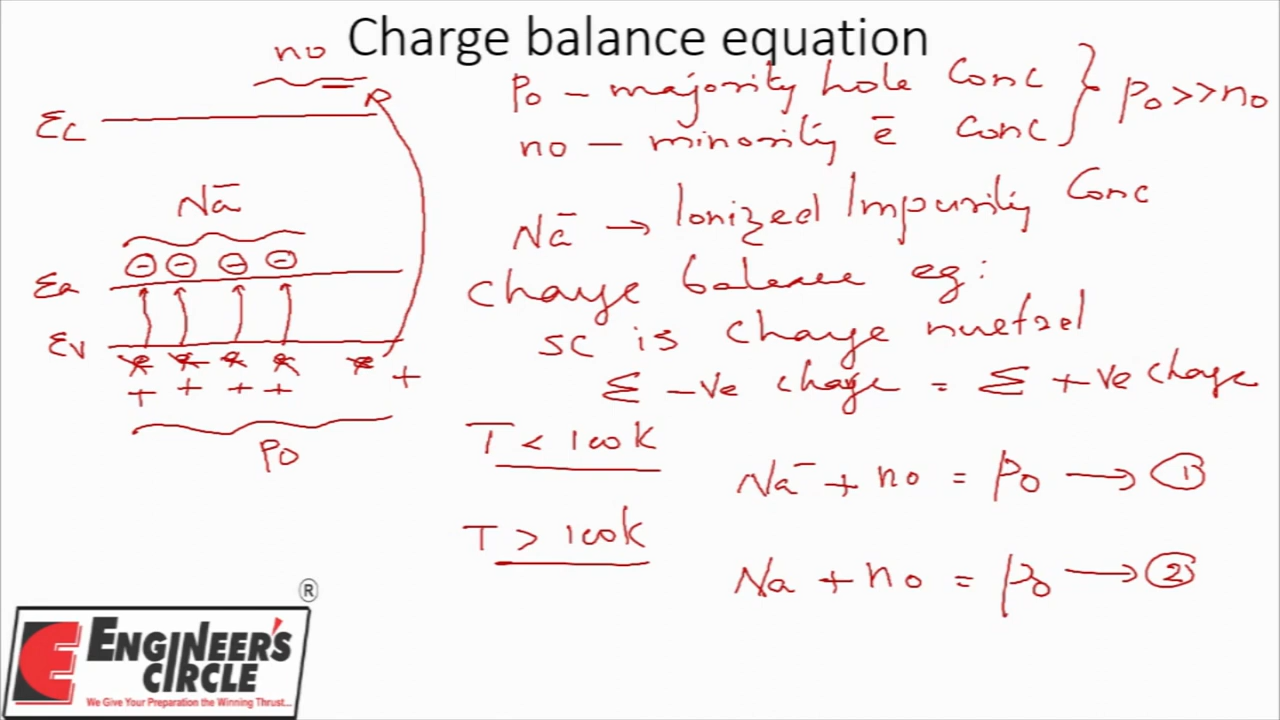 Charge balance equation
no
Ec
Na⁻
Ea
Ev
+ + + + +
Po
Po – majority hole Conc
no – minority ē Conc
Po >> no
Na⁻ → Ionized Impurity Conc
Charge balance eq:
SC is charge nuetral
Σ -ve charge = Σ +ve charge
T < 100K
Na⁻ + no = Po → ①
T > 100K
Na + no = Po → ②
®
ENGINEER'S
CIRCLE
We Give Your Preparation the Winning Thrust...